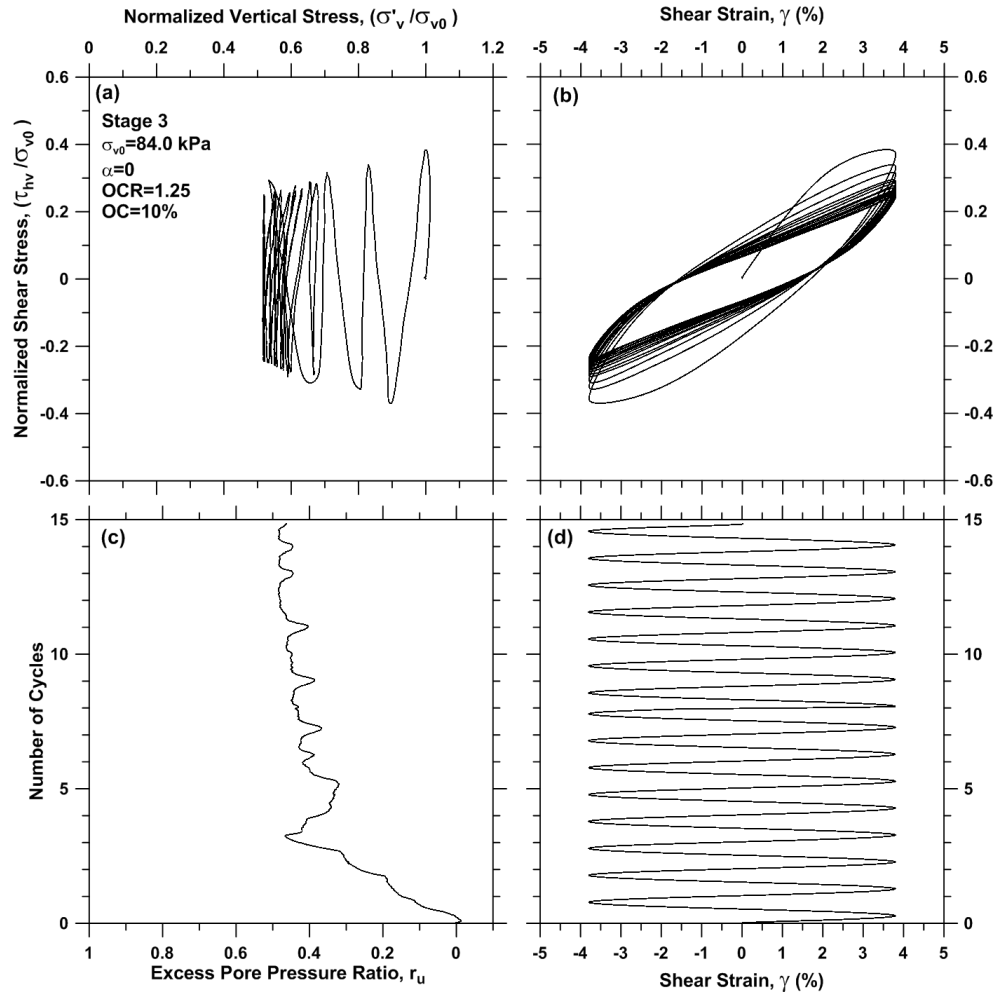 Normalized Vertical Stress, (σ'v /σv0 )
Shear Strain, γ (%)
0 0.2 0.4 0.6 0.8 1 1.2
-5 -4 -3 -2 -1 0 1 2 3 4 5
Normalized Shear Stress, (τhv /σv0)
0.6
0.4
0.2
0
-0.2
-0.4
-0.6
(a)
Stage 3
σv0=84.0 kPa
α=0
OCR=1.25
OC=10%
(b)
0.6
0.4
0.2
0
-0.2
-0.4
-0.6
Number of Cycles
15
10
5
0
(c)
(d)
15
10
5
0
1 0.8 0.6 0.4 0.2 0
-5 -4 -3 -2 -1 0 1 2 3 4 5
Excess Pore Pressure Ratio, ru
Shear Strain, γ (%)